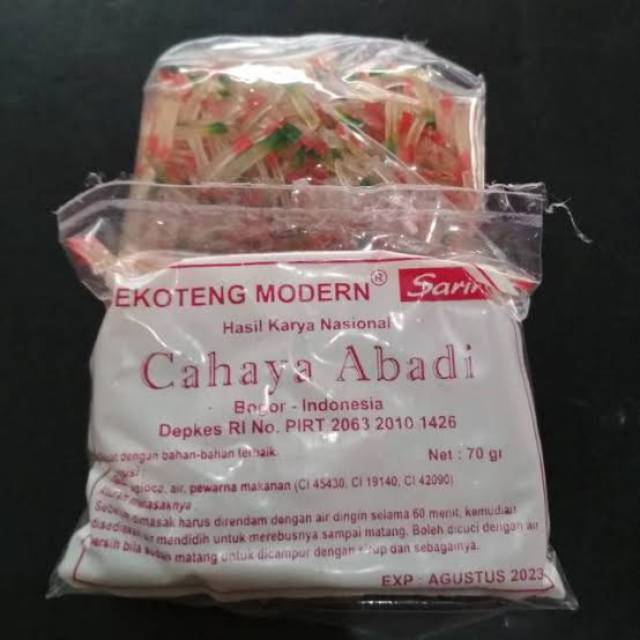 EKOTENG MODERN ® Sarin
Hasil Karya Nasional
Cahaya Abadi
Bogor - Indonesia
Depkes RI No. PIRT 2063 2010 1426
dengan bahan-bahan terbaik. Net : 70 gr
air, pewarna makanan (CI 45430, CI 19140, CI 42090)
masaknya
dimasak harus direndam dengan air dingin selama 60 menit, kemudian
mendidih untuk merebusnya sampai matang. Boleh dicuci dengan air
matang untuk dicampur dengan sirup dan sebagainya.
EXP : AGUSTUS 2023